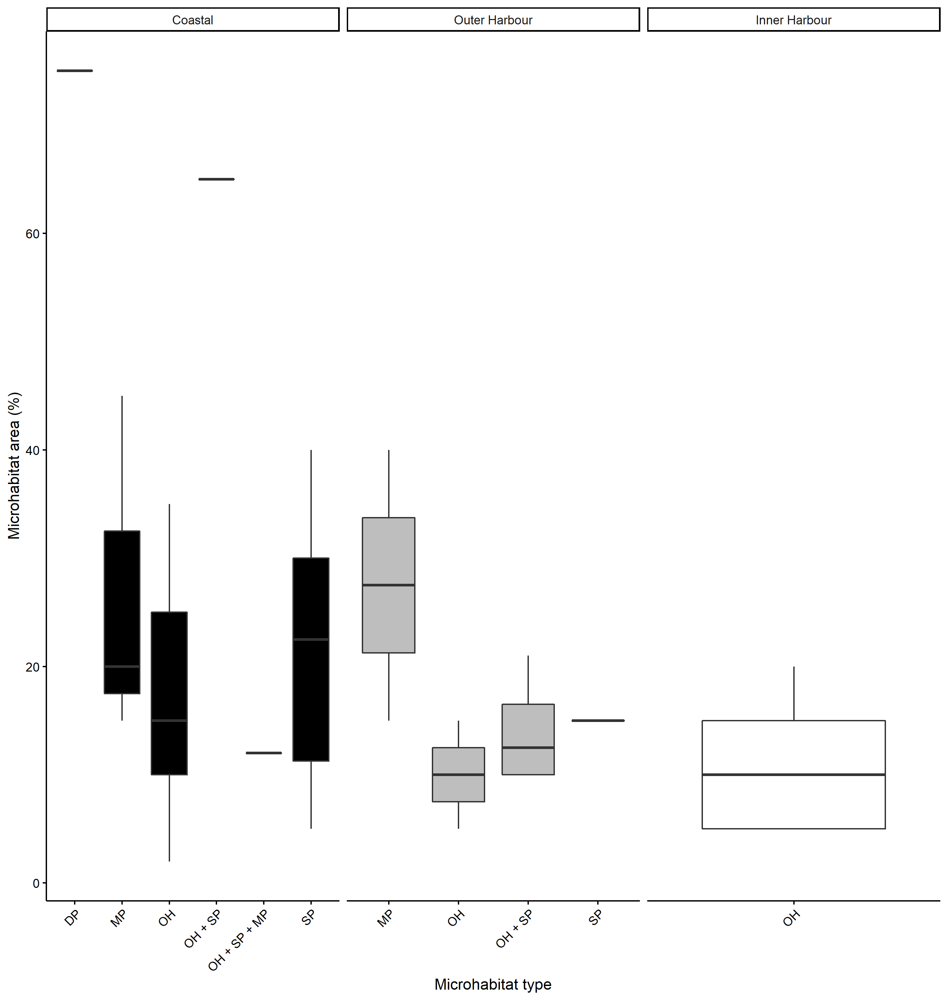 Coastal
Outer Harbour
Inner Harbour
Microhabitat area (%)
60
40
20
0
DP
MP
OH
OH + SP
OH + SP + MP
SP
MP
OH
OH + SP
SP
OH
Microhabitat type